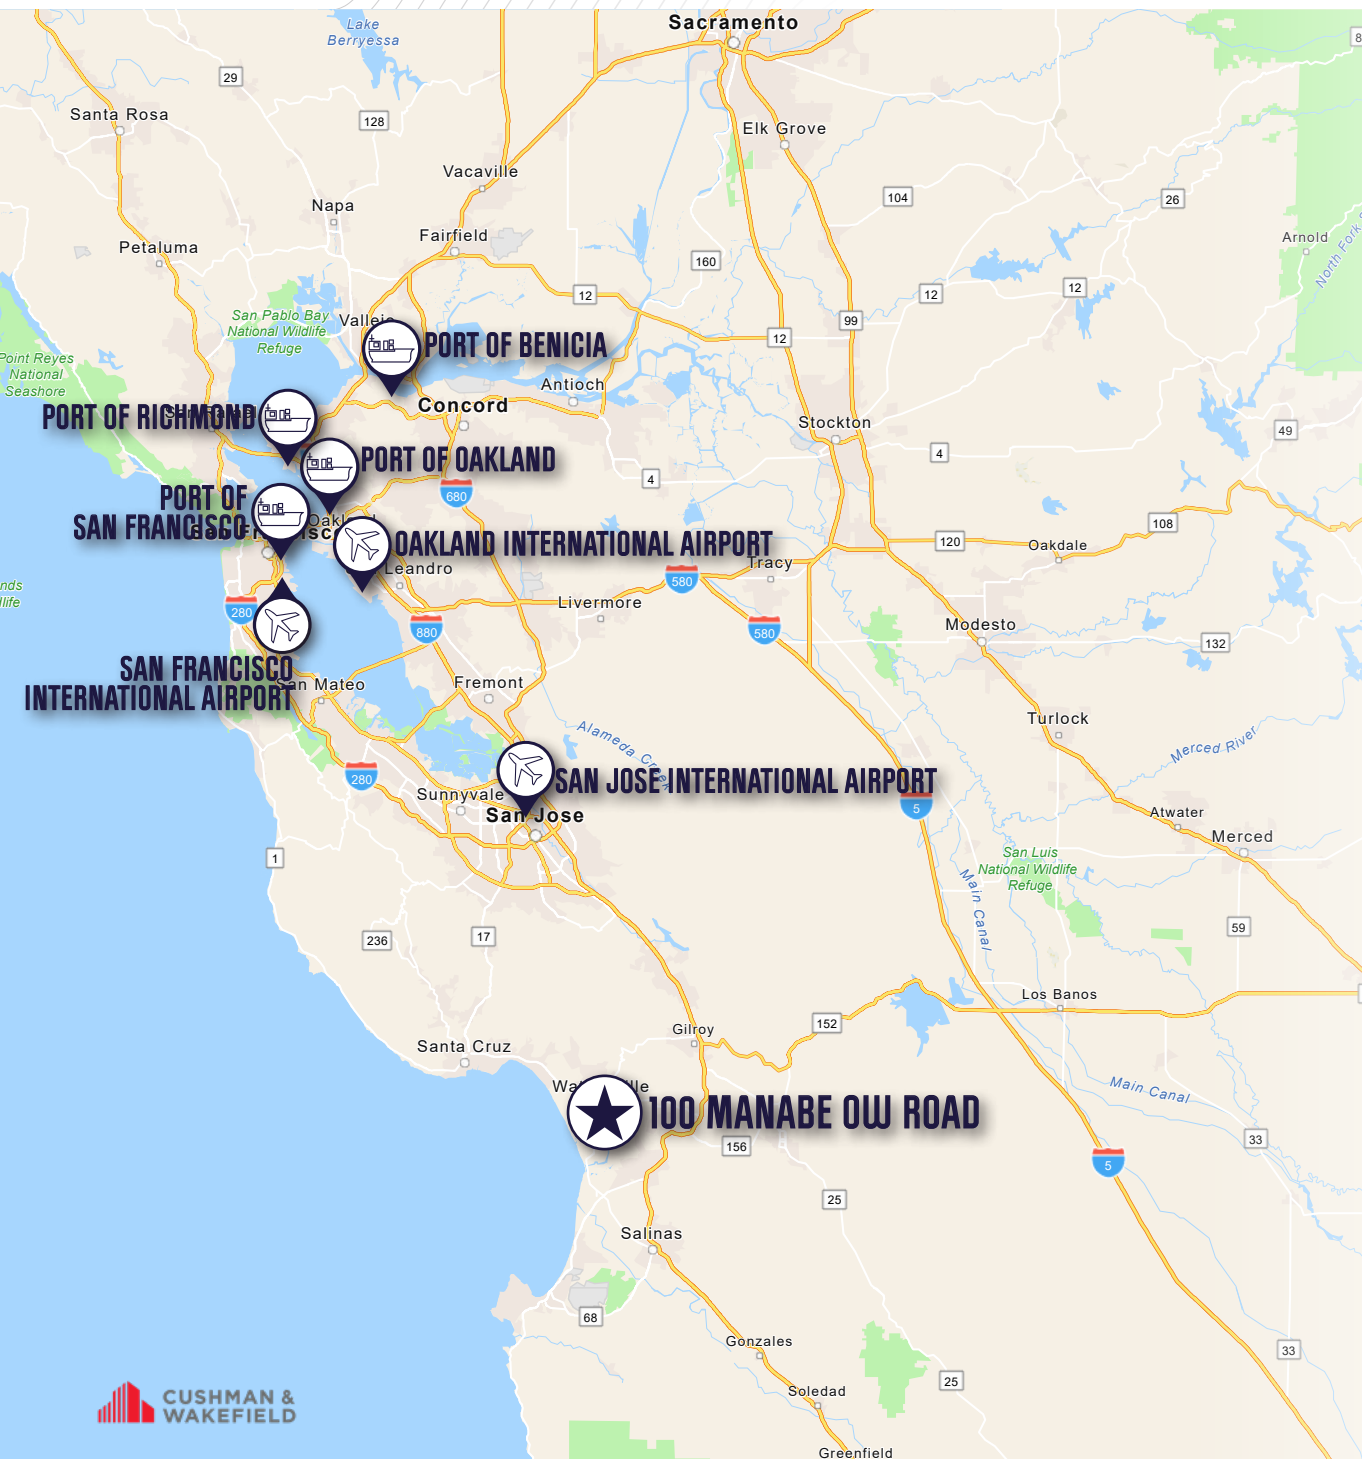 Sacramento
Lake
Berryessa
29
Santa Rosa
128
Elk Grove
Vacaville
104
26
Napa
Fairfield
Arnold
North Fork
Petaluma
160
12
12
12
San Pablo Bay
National Wildlife
Refuge
Vallejo
99
12
PORT OF BENICIA
Point Reyes
National
Seashore
Antioch
Concord
PORT OF RICHMOND
Stockton
49
4
PORT OF OAKLAND
4
680
PORT OF
SAN FRANCISCO
108
OAKLAND INTERNATIONAL AIRPORT
120
Oakdale
Leandro
Tracy
580
Livermore
280
880
580
Modesto
132
SAN FRANCISCO
INTERNATIONAL AIRPORT
San Mateo
Fremont
Turlock
Alameda Creek
Merced River
280
SAN JOSE INTERNATIONAL AIRPORT
Sunnyvale
5
San Jose
Atwater
Merced
1
San Luis
National Wildlife
Refuge
Main Canal
236
17
59
Los Banos
152
Gilroy
Santa Cruz
Main Canal
100 MANABE OW ROAD
156
33
5
25
Salinas
68
Gonzales
33
25
Soledad
CUSHMAN &
WAKEFIELD
Greenfield